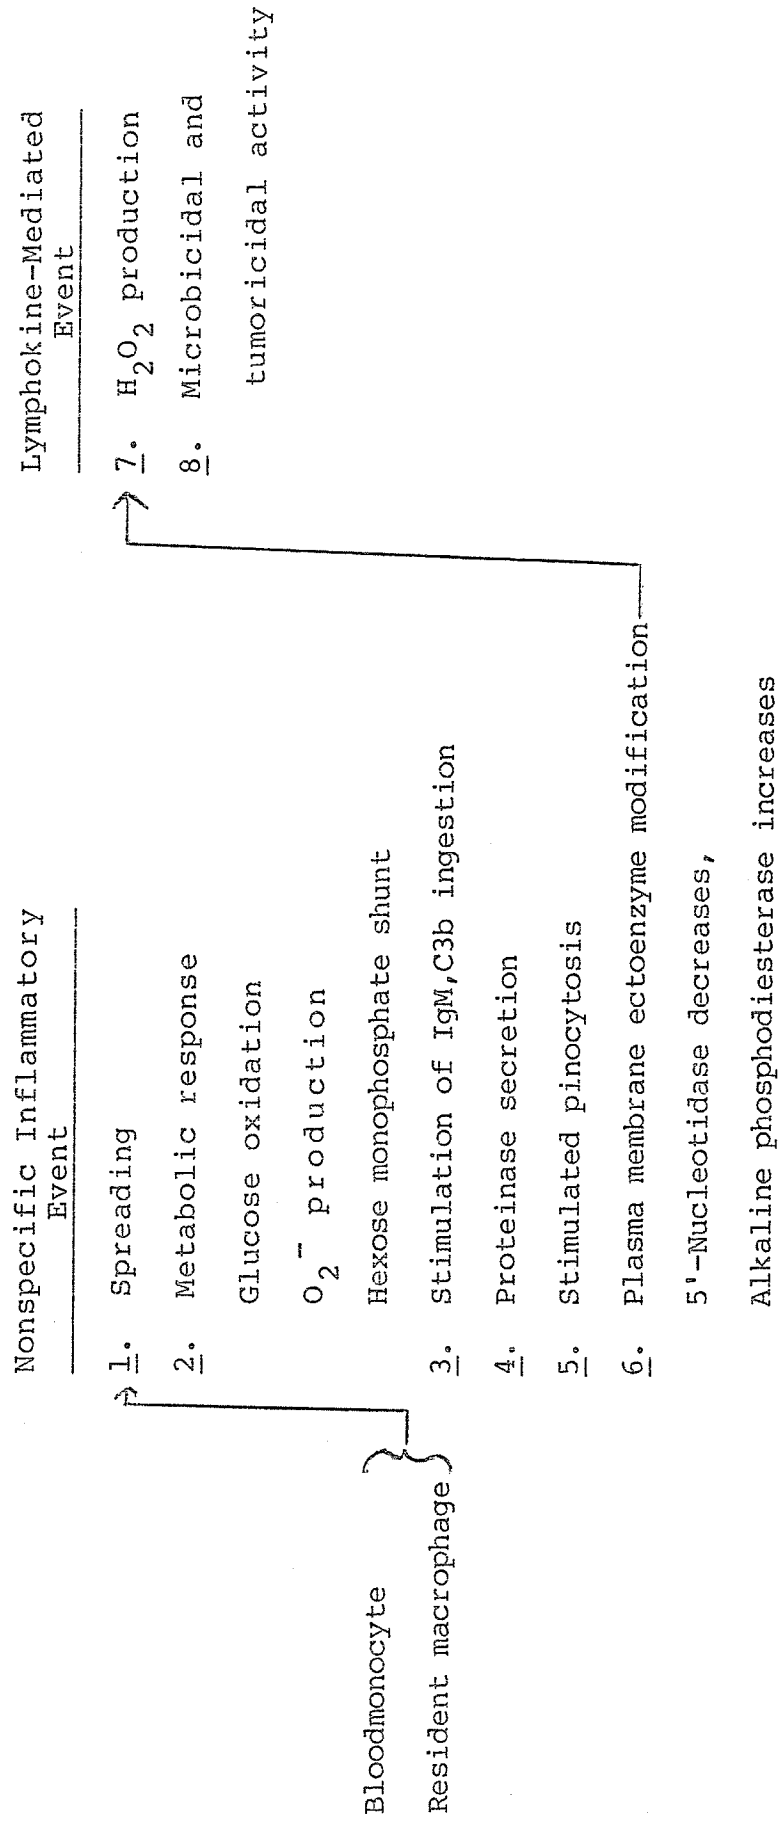 Bloodmonocyte
Resident macrophage
Nonspecific Inflammatory
Event
1. Spreading
2. Metabolic response
Glucose oxidation
O₂⁻ production
Hexose monophosphate shunt
3. Stimulation of IgM,C3b ingestion
4. Proteinase secretion
5. Stimulated pinocytosis
6. Plasma membrane ectoenzyme modification
5'-Nucleotidase decreases,
Alkaline phosphodiesterase increases
Lymphokine-Mediated
Event
7. H₂O₂ production
8. Microbicidal and
tumoricidal activity